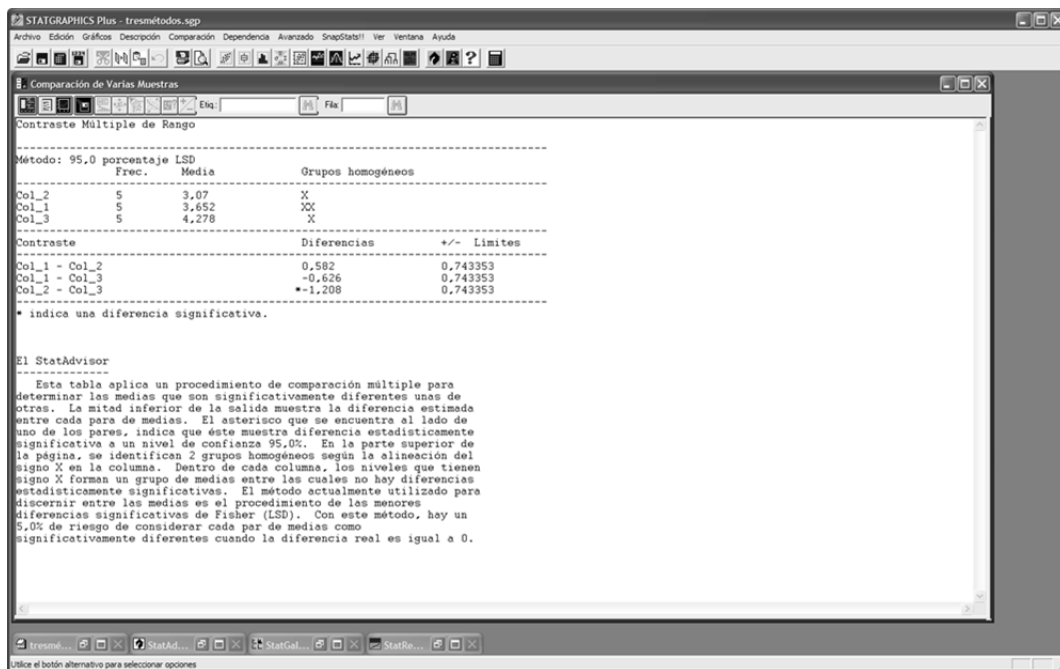 STATGRAPHICS Plus - tresmétodos.sgp
Archivo Edición Gráficos Descripción Comparación Dependencia Avanzado SnapStats!! Ver Ventana Ayuda
Comparación de Varias Muestras
Etiq.: Fila:
Contraste Múltiple de Rango
--------------------------------------------------------------------------------
Método: 95,0 porcentaje LSD
Frec. Media Grupos homogéneos
--------------------------------------------------------------------------------
Col_2 5 3,07 X
Col_1 5 3,652 XX
Col_3 5 4,278 X
--------------------------------------------------------------------------------
Contraste Diferencias +/- Límites
--------------------------------------------------------------------------------
Col_1 - Col_2 0,582 0,743353
Col_1 - Col_3 -0,626 0,743353
Col_2 - Col_3 *-1,208 0,743353
--------------------------------------------------------------------------------
* indica una diferencia significativa.
El StatAdvisor
--------------
Esta tabla aplica un procedimiento de comparación múltiple para
determinar las medias que son significativamente diferentes unas de
otras. La mitad inferior de la salida muestra la diferencia estimada
entre cada para de medias. El asterisco que se encuentra al lado de
uno de los pares, indica que éste muestra diferencia estadísticamente
significativa a un nivel de confianza 95,0%. En la parte superior de
la página, se identifican 2 grupos homogéneos según la alineación del
signo X en la columna. Dentro de cada columna, los niveles que tienen
signo X forman un grupo de medias entre las cuales no hay diferencias
estadísticamente significativas. El método actualmente utilizado para
discernir entre las medias es el procedimiento de las menores
diferencias significativas de Fisher (LSD). Con este método, hay un
5,0% de riesgo de considerar cada par de medias como
significativamente diferentes cuando la diferencia real es igual a 0.
tresmé... StatAd... StatGal... StatRe...
Utilice el botón alternativo para seleccionar opciones